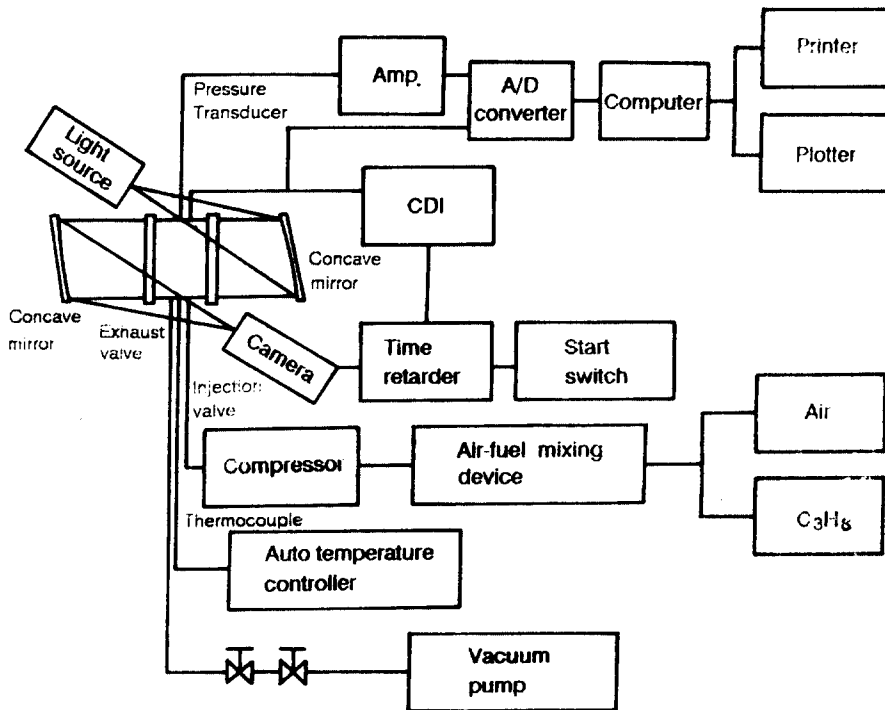 Printer
Amp.
Pressure
Transducer
A/D
converter
Computer
Light
source
Plotter
CDI
Concave
mirror
Concave
mirror
Exhaust
valve
Camera
Time
retarder
Start
switch
Injection
valve
Air
Compressor
Air-fuel mixing
device
C₃H₈
Thermocouple
Auto temperature
controller
Vacuum
pump